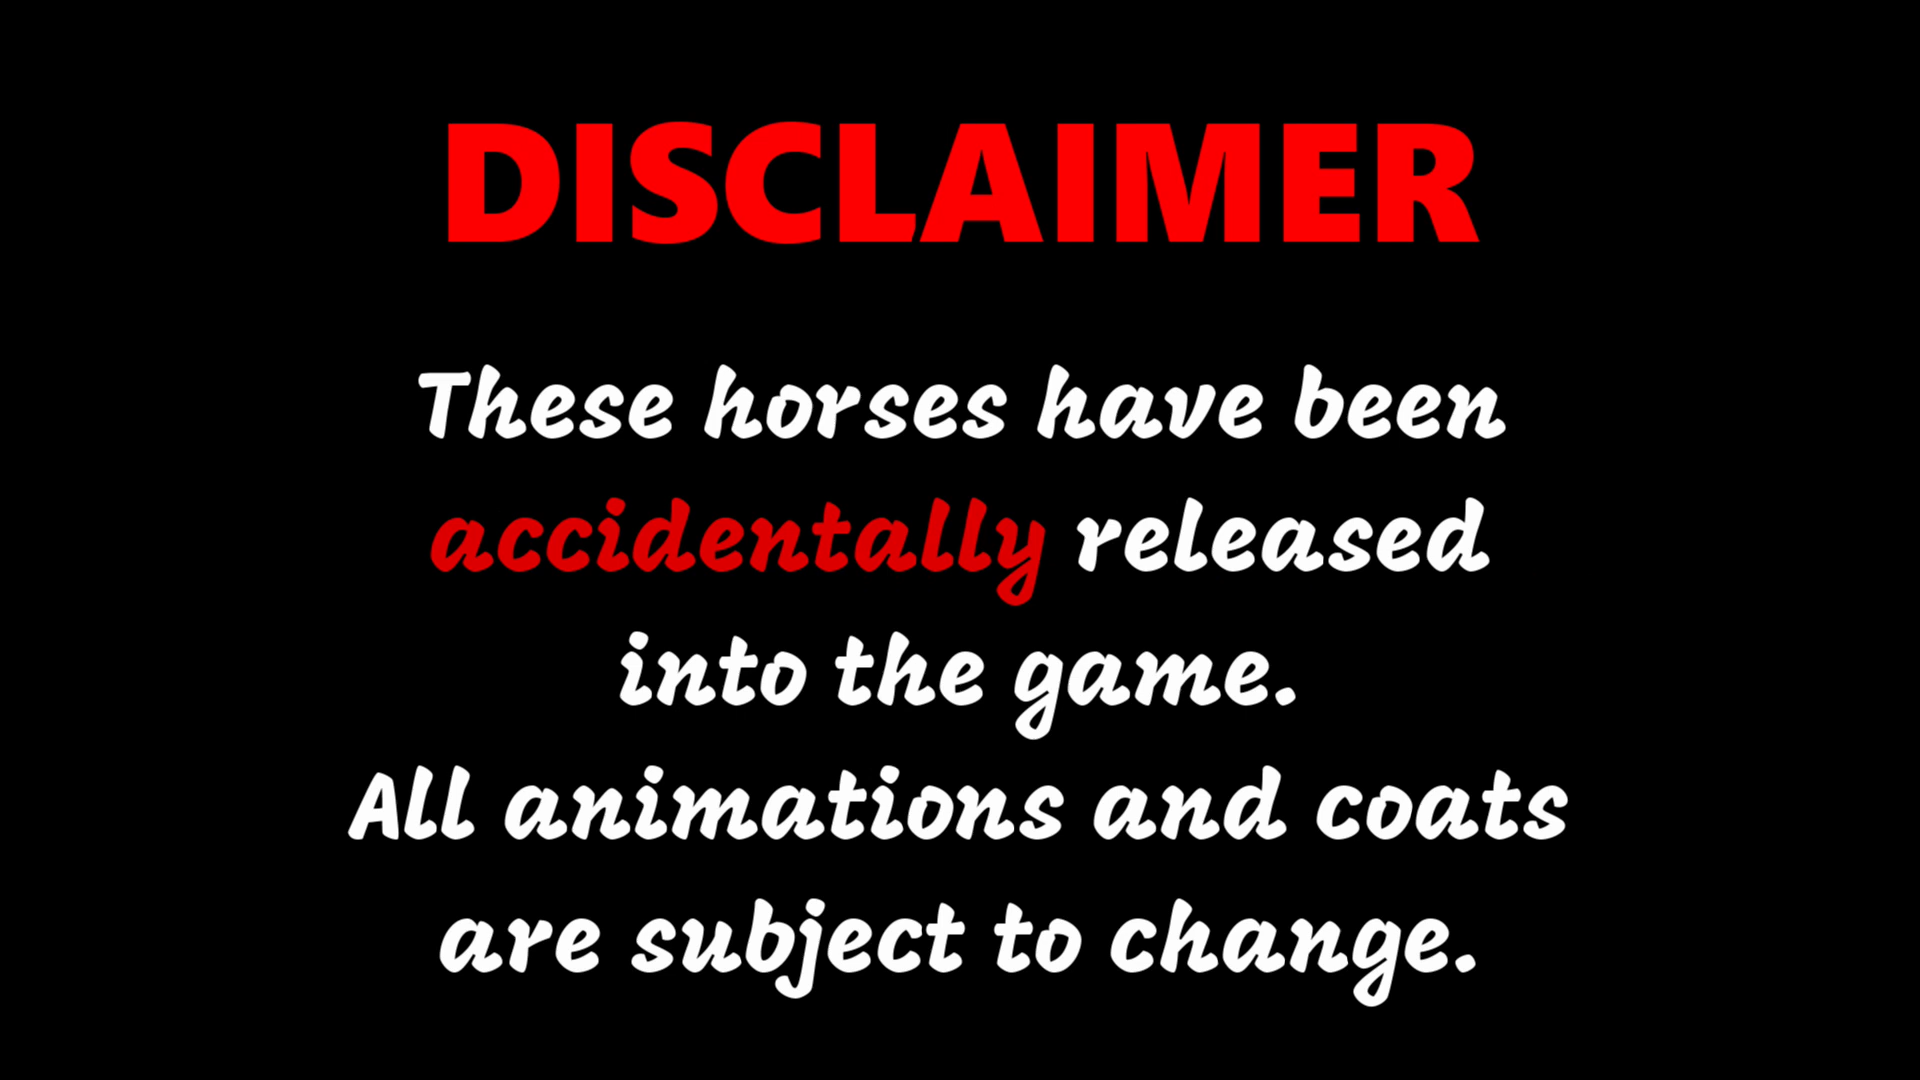 DISCLAIMER
These horses have been
accidentally released
into the game.
All animations and coats
are subject to change.